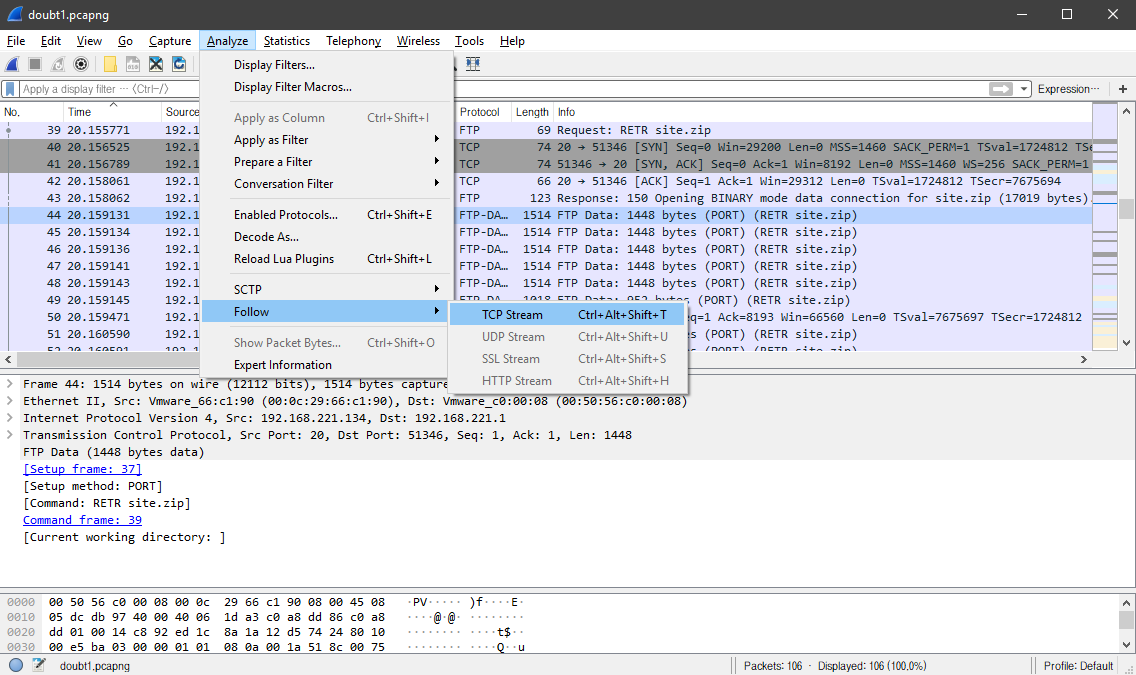 doubt1.pcapng
File Edit View Go Capture Analyze Statistics Telephony Wireless Tools Help
Apply a display filter ··· <Ctrl-/> Expression··· +
No. Time Source Protocol Length Info
39 20.155771 192.1 FTP 69 Request: RETR site.zip
40 20.156525 192.1 TCP 74 20 → 51346 [SYN] Seq=0 Win=29200 Len=0 MSS=1460 SACK_PERM=1 TSval=1724812 TSe
41 20.156789 192.1 TCP 74 51346 → 20 [SYN, ACK] Seq=0 Ack=1 Win=8192 Len=0 MSS=1460 WS=256 SACK_PERM=1
42 20.158061 192.1 TCP 66 20 → 51346 [ACK] Seq=1 Ack=1 Win=29312 Len=0 TSval=1724812 TSecr=7675694
43 20.158062 192.1 FTP 123 Response: 150 Opening BINARY mode data connection for site.zip (17019 bytes).
44 20.159131 192.1 FTP-DA… 1514 FTP Data: 1448 bytes (PORT) (RETR site.zip)
45 20.159134 192.1 FTP-DA… 1514 FTP Data: 1448 bytes (PORT) (RETR site.zip)
46 20.159136 192.1 FTP-DA… 1514 FTP Data: 1448 bytes (PORT) (RETR site.zip)
47 20.159141 192.1 FTP-DA… 1514 FTP Data: 1448 bytes (PORT) (RETR site.zip)
48 20.159143 192.1 FTP-DA… 1514 FTP Data: 1448 bytes (PORT) (RETR site.zip)
49 20.159145 192.1 (PORT) (RETR site.zip)
50 20.159471 192.1 =1 Ack=8193 Win=66560 Len=0 TSval=7675697 TSecr=1724812
51 20.160590 192.1 (PORT) (RETR site.zip)
Display Filters...
Display Filter Macros...
Apply as Column Ctrl+Shift+I
Apply as Filter
Prepare a Filter
Conversation Filter
Enabled Protocols... Ctrl+Shift+E
Decode As...
Reload Lua Plugins Ctrl+Shift+L
SCTP
Follow
Show Packet Bytes... Ctrl+Shift+O
Expert Information
TCP Stream Ctrl+Alt+Shift+T
UDP Stream Ctrl+Alt+Shift+U
SSL Stream Ctrl+Alt+Shift+S
HTTP Stream Ctrl+Alt+Shift+H
Frame 44: 1514 bytes on wire (12112 bits), 1514 bytes capture
Ethernet II, Src: Vmware_66:c1:90 (00:0c:29:66:c1:90), Dst: Vmware_c0:00:08 (00:50:56:c0:00:08)
Internet Protocol Version 4, Src: 192.168.221.134, Dst: 192.168.221.1
Transmission Control Protocol, Src Port: 20, Dst Port: 51346, Seq: 1, Ack: 1, Len: 1448
FTP Data (1448 bytes data)
[Setup frame: 37]
[Setup method: PORT]
[Command: RETR site.zip]
Command frame: 39
[Current working directory: ]
0000 00 50 56 c0 00 08 00 0c 29 66 c1 90 08 00 45 08 ·PV····· )f····E·
0010 05 dc db 97 40 00 40 06 1d a3 c0 a8 dd 86 c0 a8 ····@·@· ········
0020 dd 01 00 14 c8 92 ed 1c 8a 1a 12 d5 74 24 80 10 ········ ····t$··
0030 00 e5 ba 03 00 00 01 01 08 0a 00 1a 51 8c 00 75 ········ ····Q··u
doubt1.pcapng Packets: 106 · Displayed: 106 (100,0%) Profile: Default